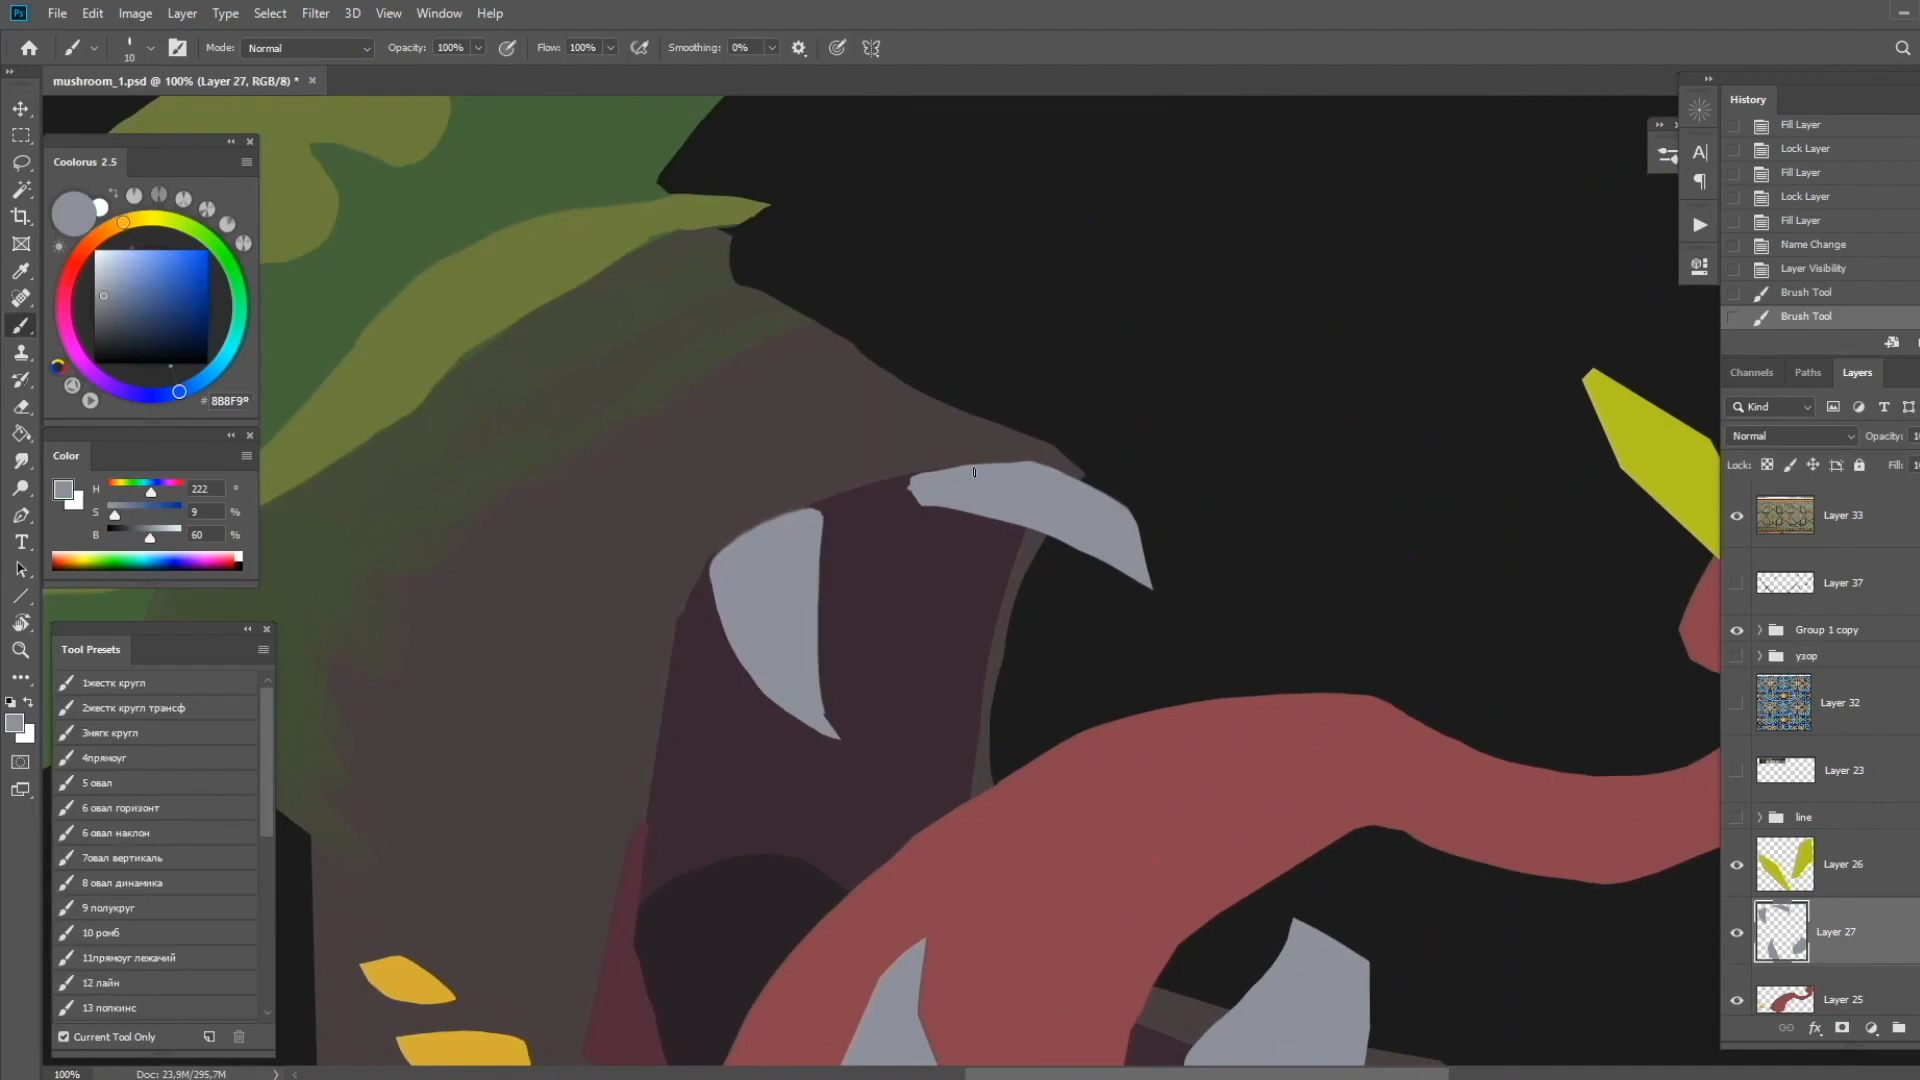 Ps File Edit Image Layer Type Select Filter 3D View Window Help
10 Mode: Normal Opacity: 100% Flow: 100% Smoothing: 0%
mushroom_1.psd @ 100% (Layer 27, RGB/8) *
Coolorus 2.5
# 8B8F98
Color
H 222 °
S 9 %
B 60 %
Tool Presets
1жестк кругл
2жестк кругл трансф
3мягк кругл
4прямоуг
5 овал
6 овал горизонт
6 овал наклон
7овал вертикаль
8 овал динамика
9 полукруг
10 ромб
11прямоуг лежачий
12 лайн
13 попкинс
Current Tool Only
100% Doc: 23,9M/295,7M
History
Fill Layer
Lock Layer
Fill Layer
Lock Layer
Fill Layer
Name Change
Layer Visibility
Brush Tool
Brush Tool
Channels Paths Layers
Kind
Normal Opacity: 10
Lock: Fill: 10
Layer 33
Layer 37
Group 1 copy
узор
Layer 32
Layer 23
line
Layer 26
Layer 27
Layer 25
fx